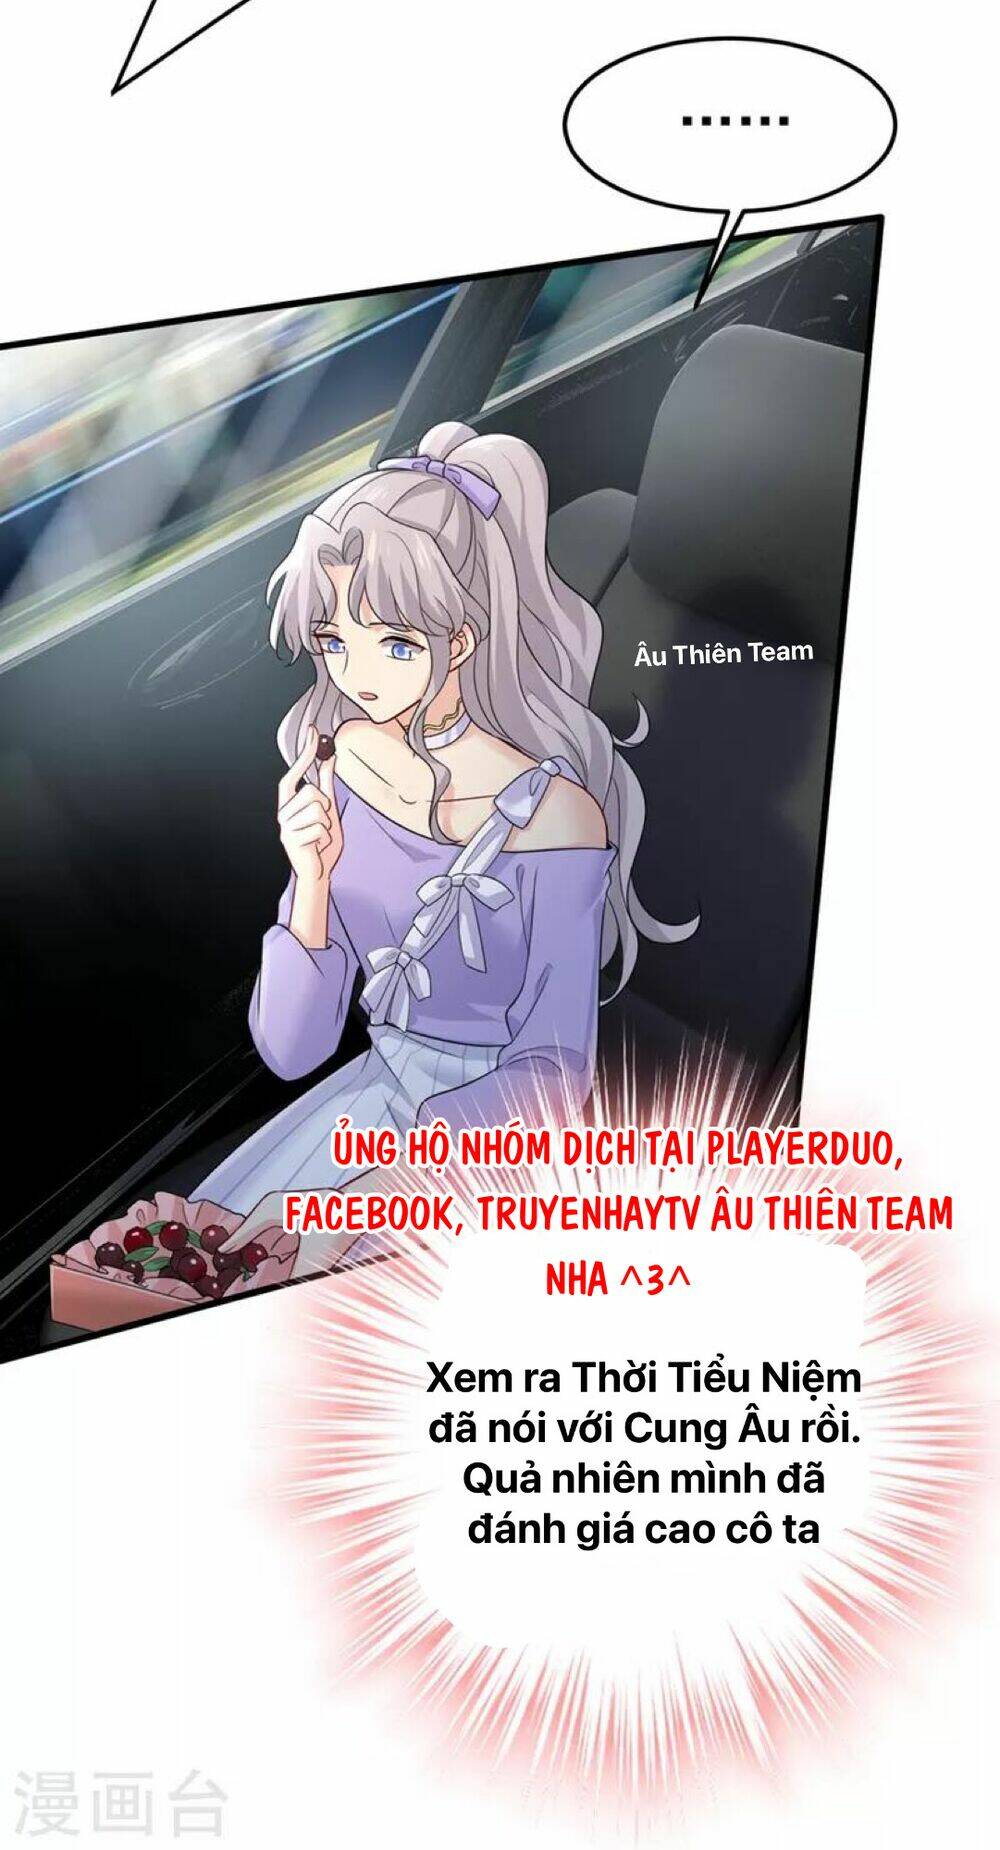 ......
Âu Thiên Team
ỦNG HỘ NHÓM DỊCH TẠI PLAYERDUO,
FACEBOOK, TRUYENHAYTV ÂU THIÊN TEAM
NHA ^3^
Xem ra Thời Tiểu Niệm
đã nói với Cung Âu rồi.
Quả nhiên mình đã
đánh giá cao cô ta
漫画台